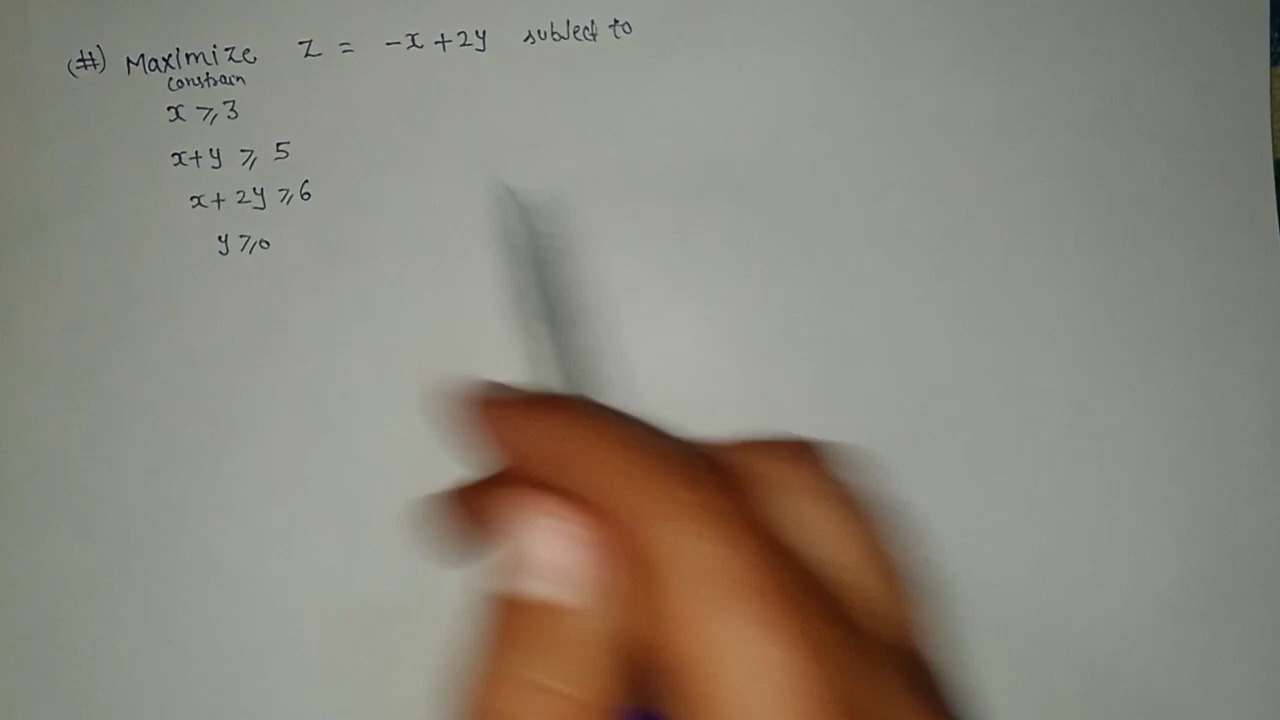 (#) Maximize Z = -x + 2y subject to
constrain
x ≥ 3
x + y ≥ 5
x + 2y ≥ 6
y ≥ 0